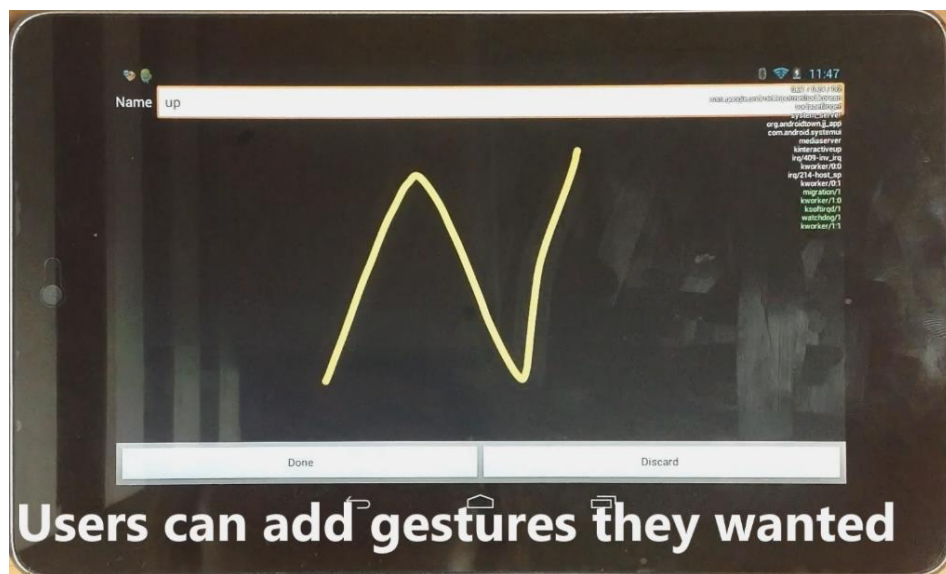 11:47
Name up
system_server
org.androidtown.jj_app
com.android.systemui
mediaserver
kinteractiveup
irq/409-inv_irq
kworker/0:0
irq/214-host_sp
kworker/0:1
migration/1
kworker/1:0
ksoftirqd/1
watchdog/1
kworker/1:1
Done Discard
Users can add gestures they wanted